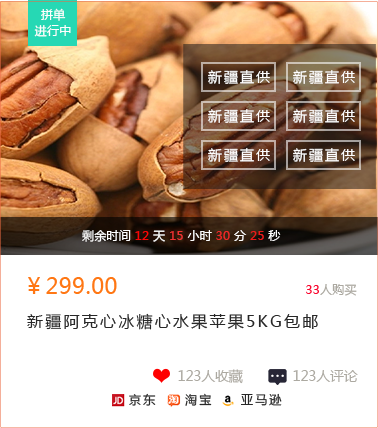 拼单
进行中
新疆直供 新疆直供
新疆直供 新疆直供
新疆直供 新疆直供
剩余时间 12 天 15 小时 30 分 25 秒
¥ 299.00
33人购买
新疆阿克心冰糖心水果苹果5KG包邮
123人收藏 123人评论
JD 京东 淘 淘宝 a 亚马逊